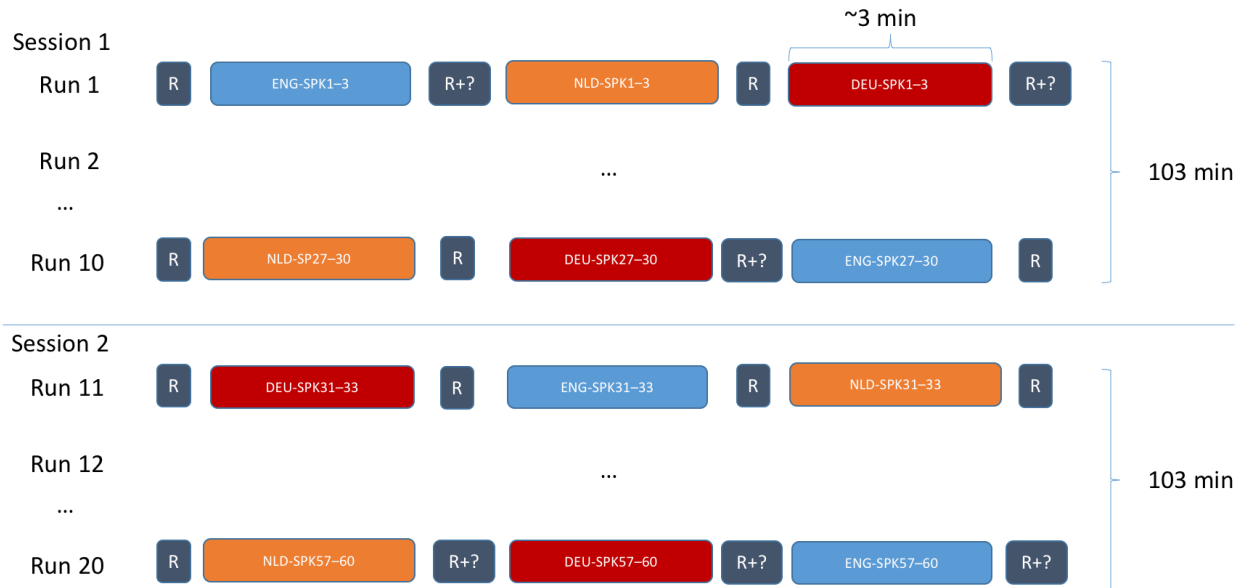 ~3 min
Session 1
Run 1 R ENG-SPK1–3 R+? NLD-SPK1–3 R DEU-SPK1–3 R+?
Run 2 ...
103 min
...
Run 10 R NLD-SP27–30 R DEU-SPK27–30 R+? ENG-SPK27–30 R
Session 2
Run 11 R DEU-SPK31–33 R ENG-SPK31–33 R NLD-SPK31–33 R
Run 12 ...
103 min
...
Run 20 R NLD-SPK57–60 R+? DEU-SPK57–60 R+? ENG-SPK57–60 R+?